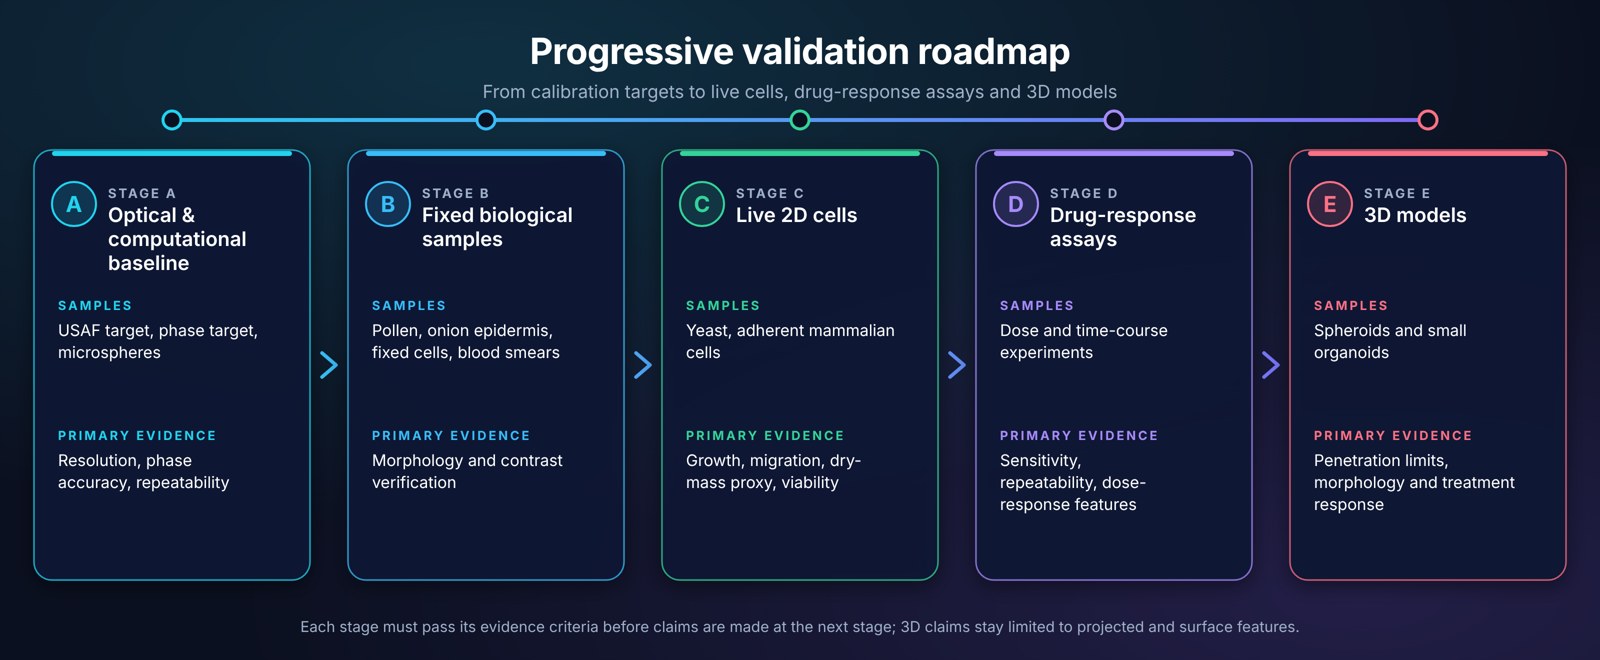 Progressive validation roadmap
From calibration targets to live cells, drug-response assays and 3D models
A
STAGE A
Optical &
computational
baseline
SAMPLES
USAF target, phase target,
microspheres
PRIMARY EVIDENCE
Resolution, phase
accuracy, repeatability
B
STAGE B
Fixed biological
samples
SAMPLES
Pollen, onion epidermis,
fixed cells, blood smears
PRIMARY EVIDENCE
Morphology and contrast
verification
C
STAGE C
Live 2D cells
SAMPLES
Yeast, adherent mammalian
cells
PRIMARY EVIDENCE
Growth, migration, dry-
mass proxy, viability
D
STAGE D
Drug-response
assays
SAMPLES
Dose and time-course
experiments
PRIMARY EVIDENCE
Sensitivity,
repeatability, dose-
response features
E
STAGE E
3D models
SAMPLES
Spheroids and small
organoids
PRIMARY EVIDENCE
Penetration limits,
morphology and treatment
response
Each stage must pass its evidence criteria before claims are made at the next stage; 3D claims stay limited to projected and surface features.